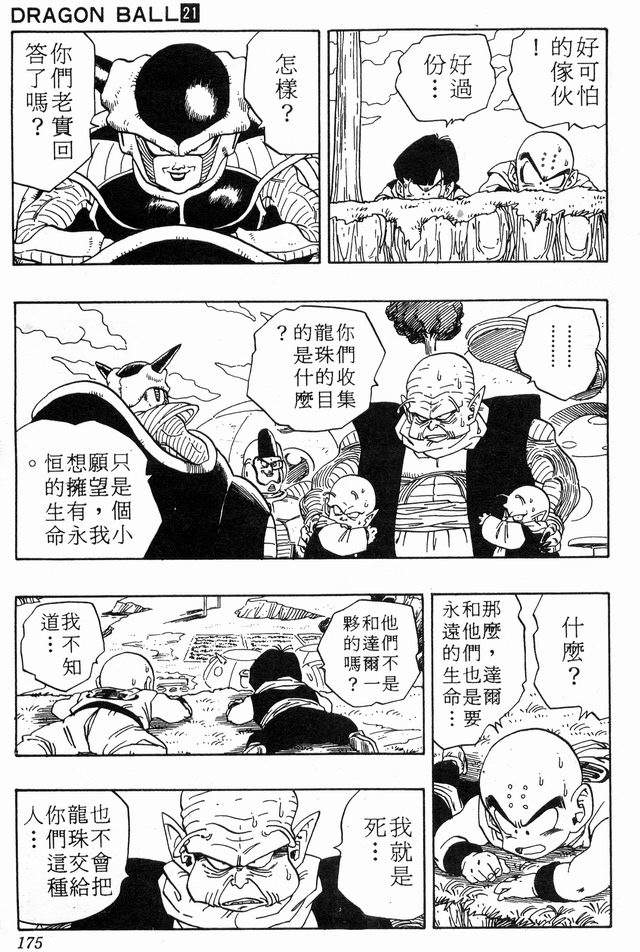 DRAGON BALL 21
好可怕
的傢伙
！
好過
份…
怎樣？
你們老實回
答了嗎？
………
你們收集
龍珠的目
的是什麼
？
只是個小
願望，我
想擁有永
恒的生命
。
什麼？
那麼，達爾
和他們也是要
永遠的生命…
他們不是
和達爾一
夥的嗎？
我不知
道…
我就是
死…
也不會把
龍珠交給
你們這種
人…
175